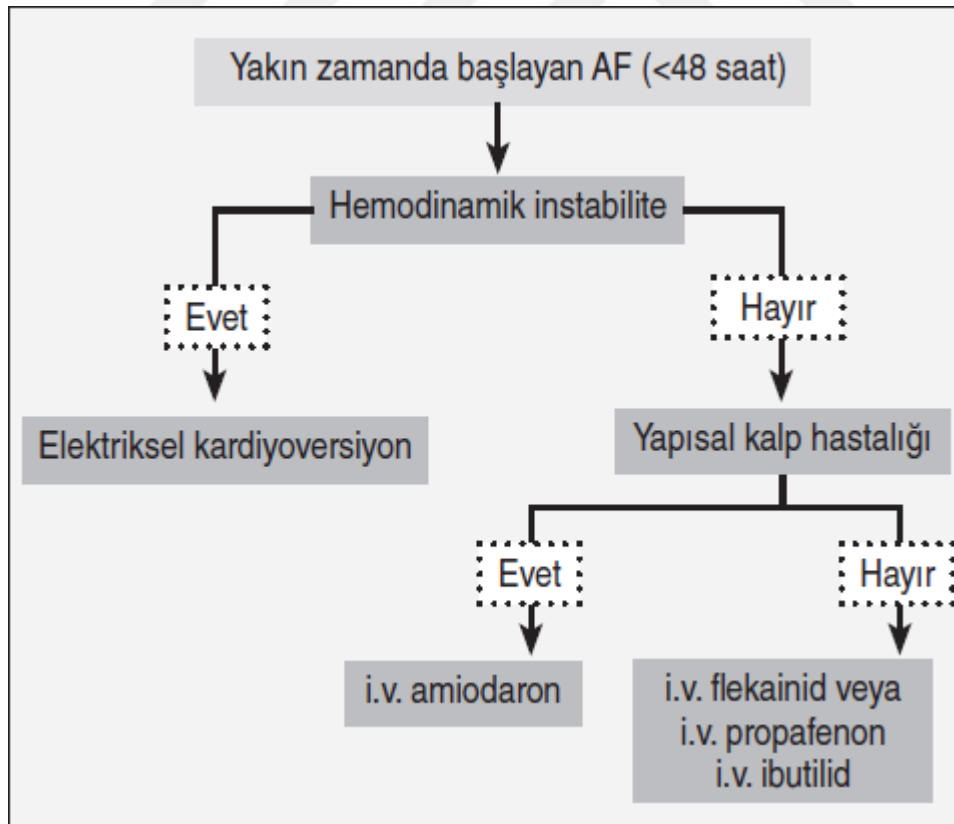 Yakın zamanda başlayan AF (<48 saat)
Hemodinamik instabilite
Evet
Hayır
Elektriksel kardiyoversiyon
Yapısal kalp hastalığı
Evet
Hayır
i.v. amiodaron
i.v. flekainid veya
i.v. propafenon
i.v. ibutilid